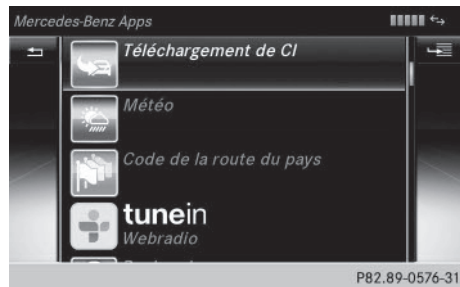 Mercedes-Benz Apps
Téléchargement de CI
Météo
Code de la route du pays
tunein
Webradio
P82.89-0576-31